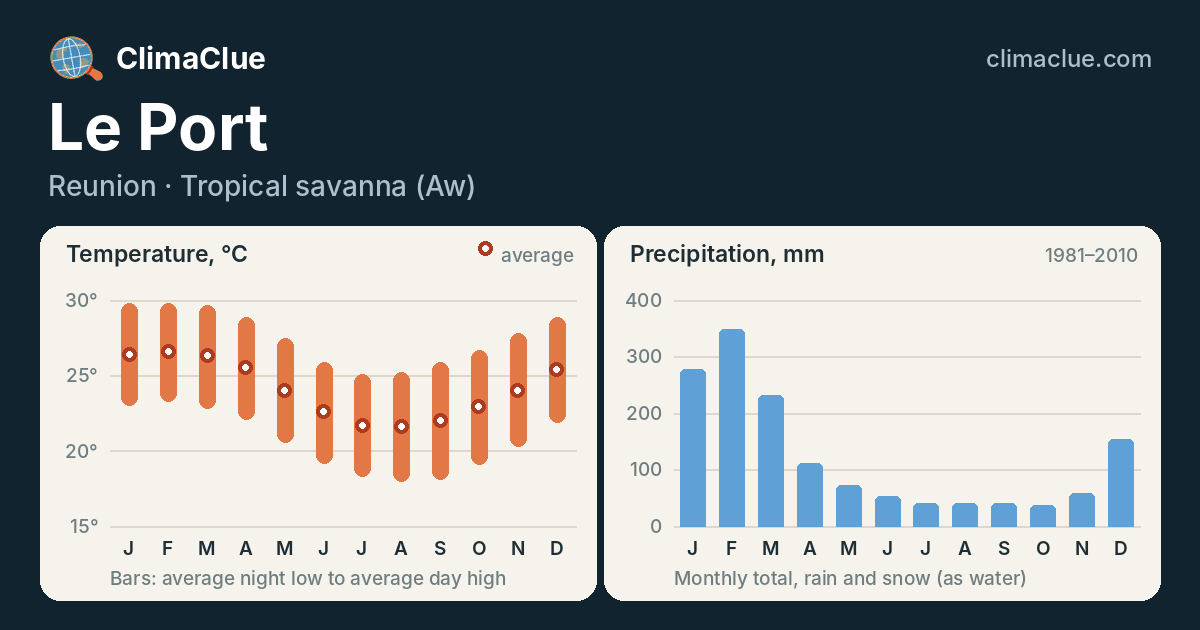 ClimaClue
climaclue.com
Le Port
Reunion · Tropical savanna (Aw)
Temperature, °C
average
30°
25°
20°
15°
J F M A M J J A S O N D
Bars: average night low to average day high
Precipitation, mm
1981–2010
400
300
200
100
0
J F M A M J J A S O N D
Monthly total, rain and snow (as water)